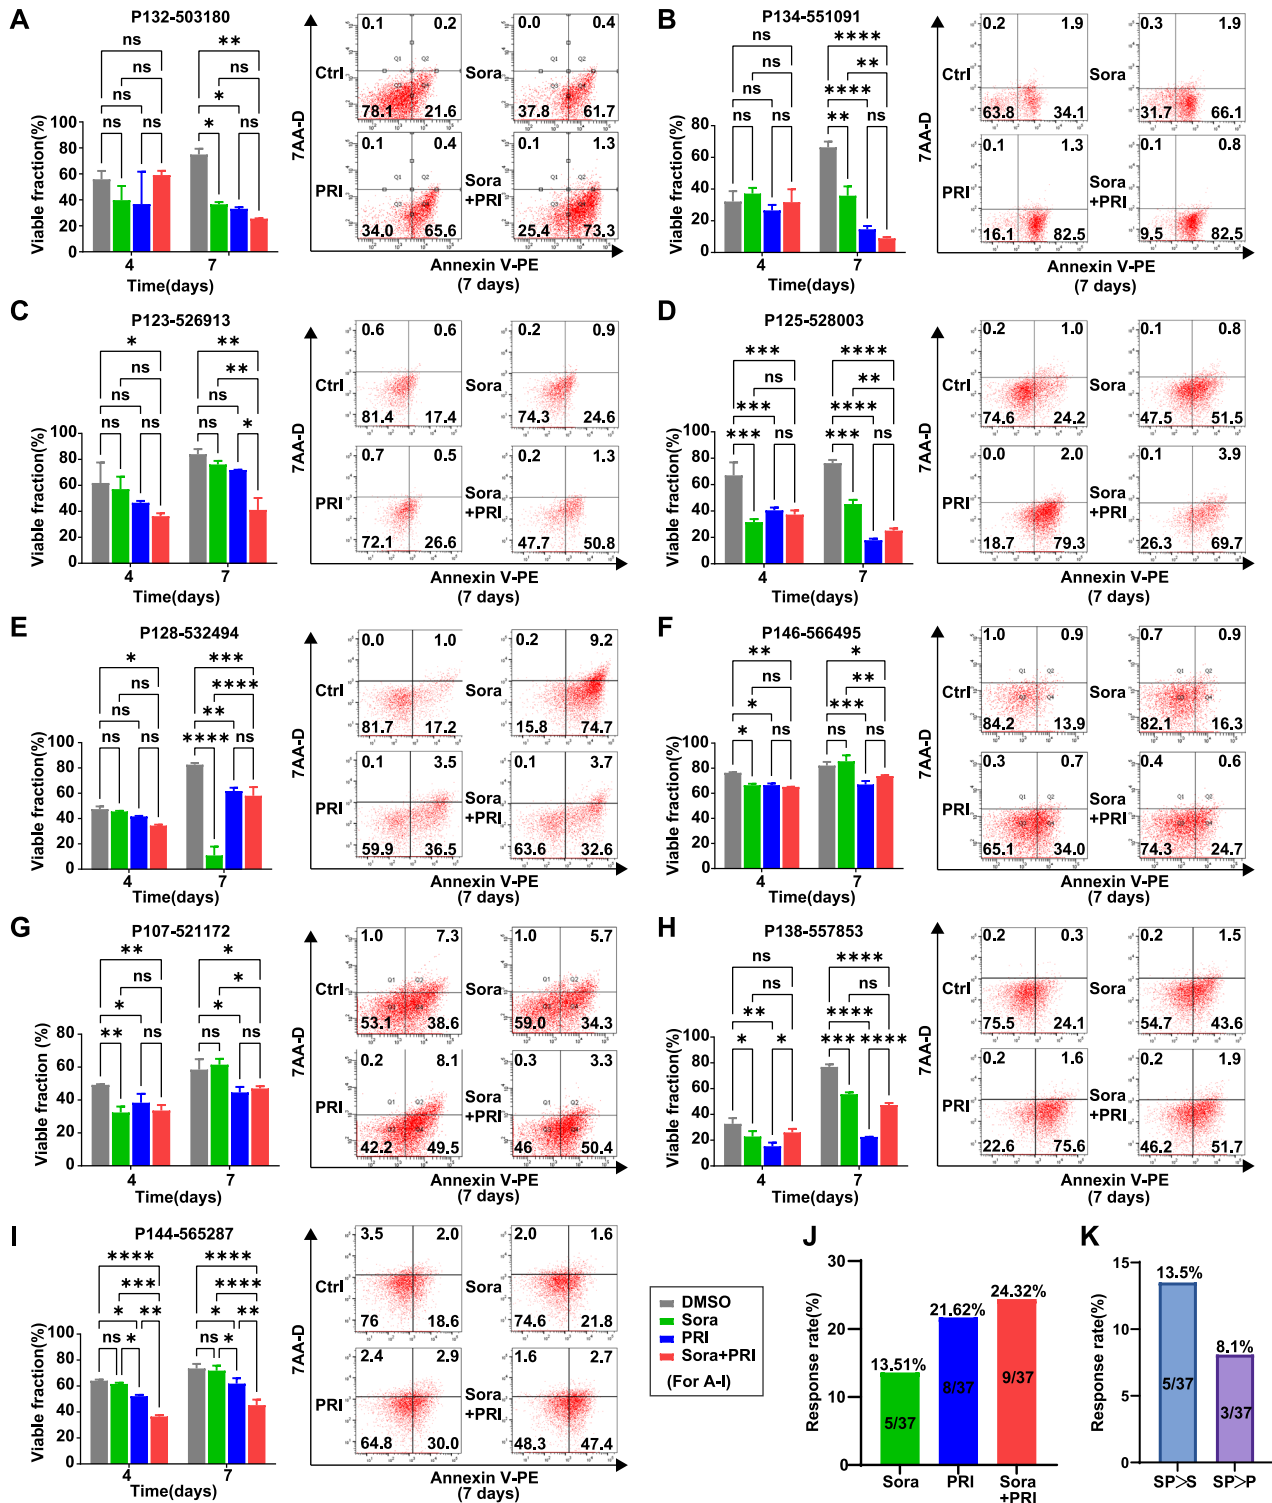 A
P132-503180
ns
**
ns
ns
ns
*
ns
ns
*
ns
Viable fraction(%)
100
80
60
40
20
0
4
7
Time(days)
7AA-D
Ctrl
0.1
0.2
78.1
21.6
Q1
Q2
Sora
0.0
0.4
37.8
61.7
Q1
Q2
PRI
0.1
0.4
34.0
65.6
Q1
Q2
Sora
+PRI
0.1
1.3
25.4
73.3
Q1
Q2
Annexin V-PE
(7 days)
B
P134-551091
ns
****
ns
**
ns
****
ns
ns
**
ns
Viable fraction(%)
100
80
60
40
20
0
4
7
Time(days)
7AA-D
Ctrl
0.2
1.9
63.8
34.1
Sora
0.3
1.9
31.7
66.1
PRI
0.1
1.3
16.1
82.5
Sora
+PRI
0.1
0.8
9.5
82.5
Annexin V-PE
(7 days)
C
P123-526913
*
**
ns
**
ns
ns
ns
ns
ns
*
Viable fraction(%)
100
80
60
40
20
0
4
7
Time(days)
7AA-D
Ctrl
0.6
0.6
81.4
17.4
Sora
0.2
0.9
74.3
24.6
PRI
0.7
0.5
72.1
26.6
Sora
+PRI
0.2
1.3
47.7
50.8
Annexin V-PE
(7 days)
D
P125-528003
***
****
ns
**
***
****
***
ns
***
ns
Viable fraction(%)
100
80
60
40
20
0
4
7
Time(days)
7AA-D
Ctrl
0.2
1.0
74.6
24.2
Sora
0.1
0.8
47.5
51.5
PRI
0.0
2.0
18.7
79.3
Sora
+PRI
0.1
3.9
26.3
69.7
Annexin V-PE
(7 days)
E
P128-532494
*
***
ns
****
ns
**
ns
ns
****
ns
Viable fraction(%)
100
80
60
40
20
0
4
7
Time(days)
7AA-D
Ctrl
0.0
1.0
81.7
17.2
Sora
0.2
9.2
15.8
74.7
PRI
0.1
3.5
59.9
36.5
Sora
+PRI
0.1
3.7
63.6
32.6
Annexin V-PE
(7 days)
F
P146-566495
**
*
ns
**
*
***
*
ns
ns
ns
Viable fraction(%)
100
80
60
40
20
0
4
7
Time(days)
7AA-D
Ctrl
1.0
0.9
84.2
13.9
Q1
Q2
Q4
Sora
0.7
0.9
82.1
16.3
Q1
Q2
Q4
PRI
0.3
0.7
65.1
34.0
Q1
Q2
Sora
+PRI
0.4
0.6
74.3
24.7
Q1
Q2
Annexin V-PE
(7 days)
G
P107-521172
**
*
ns
*
*
*
**
ns
ns
ns
Viable fraction (%)
80
60
40
20
0
4
7
Time(days)
7AA-D
Ctrl
1.0
7.3
53.1
38.6
Q1
Q2
Sora
1.0
5.7
59.0
34.3
Q1
Q2
PRI
0.2
8.1
42.2
49.5
Q1
Q2
Sora
+PRI
0.3
3.3
46
50.4
Q1
Q2
Annexin V-PE
(7 days)
H
P138-557853
ns
****
ns
ns
**
****
*
*
***
****
Viable fraction(%)
100
80
60
40
20
0
4
7
Time(days)
7AA-D
Ctrl
0.2
0.3
75.5
24.1
Sora
0.2
1.5
54.7
43.6
PRI
0.2
1.6
22.6
75.6
Sora
+PRI
0.2
1.9
46.2
51.7
Annexin V-PE
(7 days)
I
P144-565287
****
****
***
****
*
**
*
**
ns
*
ns
*
Viable fraction(%)
100
80
60
40
20
0
4
7
Time(days)
7AA-D
Ctrl
3.5
2.0
76
18.6
Sora
2.0
1.6
74.6
21.8
PRI
2.4
2.9
64.8
30.0
Sora
+PRI
1.6
2.7
48.3
47.4
Annexin V-PE
(7 days)
DMSO
Sora
PRI
Sora+PRI
(For A-I)
J
Response rate(%)
30
20
10
0
13.51%
21.62%
24.32%
5/37
8/37
9/37
Sora
PRI
Sora
+PRI
K
Response rate(%)
15
10
5
0
13.5%
8.1%
5/37
3/37
SP>S
SP>P